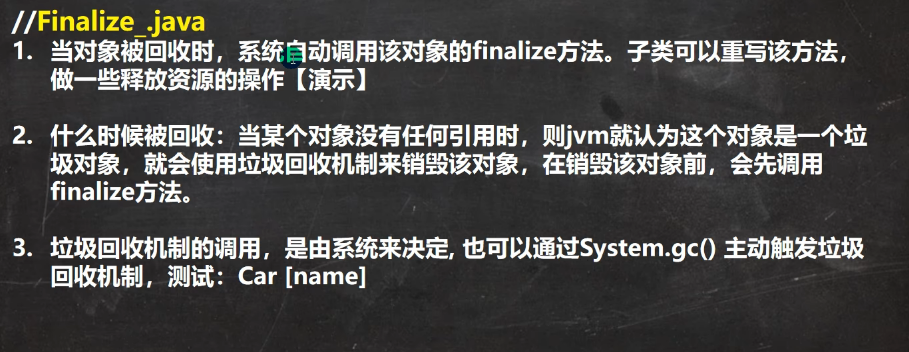 //Finalize_.java
1. 当对象被回收时，系统自动调用该对象的finalize方法。子类可以重写该方法，
做一些释放资源的操作【演示】
2. 什么时候被回收：当某个对象没有任何引用时，则jvm就认为这个对象是一个垃
圾对象，就会使用垃圾回收机制来销毁该对象，在销毁该对象前，会先调用
finalize方法。
3. 垃圾回收机制的调用，是由系统来决定, 也可以通过System.gc() 主动触发垃圾
回收机制，测试：Car [name]